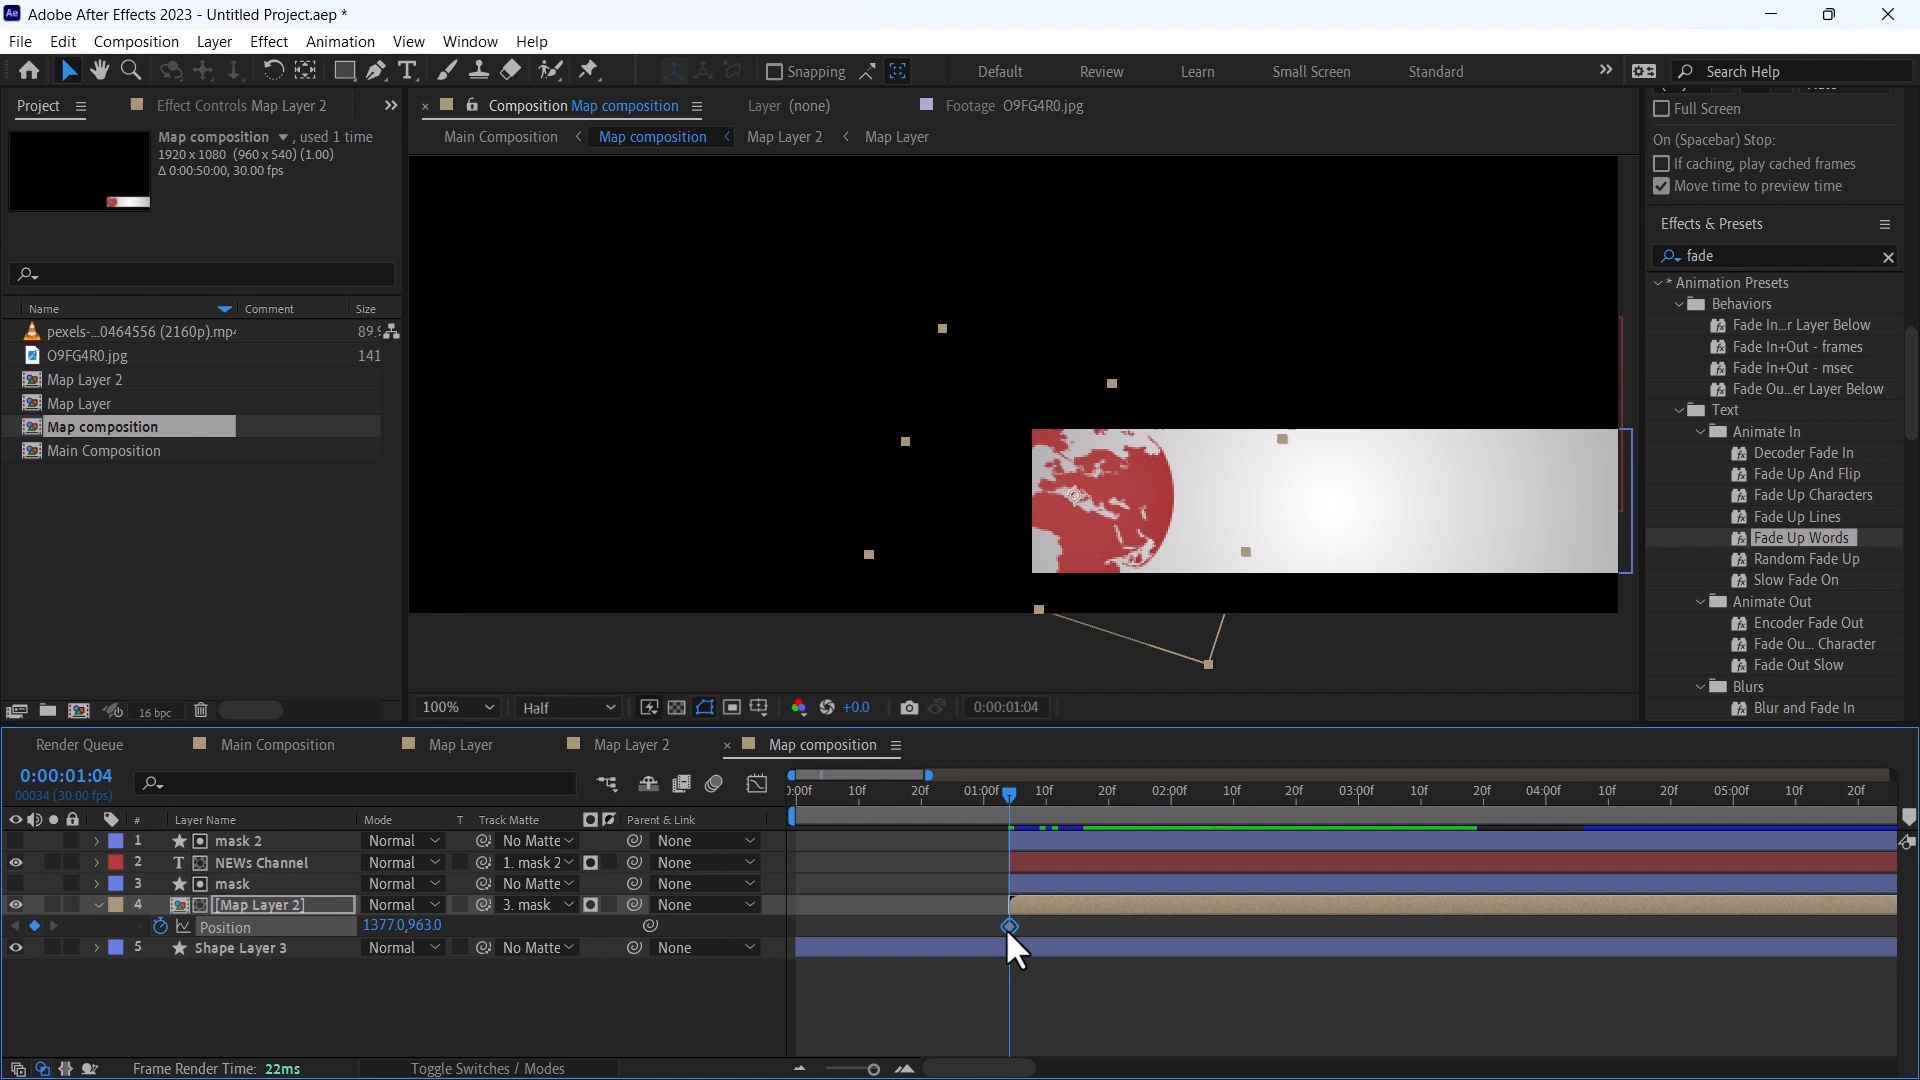 Adobe After Effects 2023 - Untitled Project.aep *
File Edit Composition Layer Effect Animation View Window Help
Snapping Default Review Learn Small Screen Standard Search Help
Project Effect Controls Map Layer 2
Composition Map composition Layer (none) Footage O9FG4R0.jpg
Main Composition Map composition Map Layer 2 Map Layer
Map composition , used 1 time
1920 x 1080 (960 x 540) (1.00)
Δ 0:00:50:00, 30.00 fps
Name Comment Size
pexels-...0464556 (2160p).mp4 89.
O9FG4R0.jpg 141
Map Layer 2
Map Layer
Map composition
Main Composition
16 bpc
100% Half +0.0 0:00:01:04
Full Screen
On (Spacebar) Stop:
If caching, play cached frames
Move time to preview time
Effects & Presets
fade
* Animation Presets
Behaviors
Fade In...r Layer Below
Fade In+Out - frames
Fade In+Out - msec
Fade Ou...er Layer Below
Text
Animate In
Decoder Fade In
Fade Up And Flip
Fade Up Characters
Fade Up Lines
Fade Up Words
Random Fade Up
Slow Fade On
Animate Out
Encoder Fade Out
Fade Ou... Character
Fade Out Slow
Blurs
Blur and Fade In
Render Queue Main Composition Map Layer Map Layer 2 Map composition
0:00:01:04
00034 (30.00 fps)
:00f 10f 20f 01:00f 10f 20f 02:00f 10f 20f 03:00f 10f 20f 04:00f 10f 20f 05:00f 10f 20f
# Layer Name Mode T Track Matte Parent & Link
1 mask 2 Normal No Matte None
2 T NEWs Channel Normal 1. mask 2 None
3 mask Normal No Matte None
4 [Map Layer 2] Normal 3. mask None
Position 1377.0,963.0
5 Shape Layer 3 Normal No Matte None
Frame Render Time: 22ms Toggle Switches / Modes